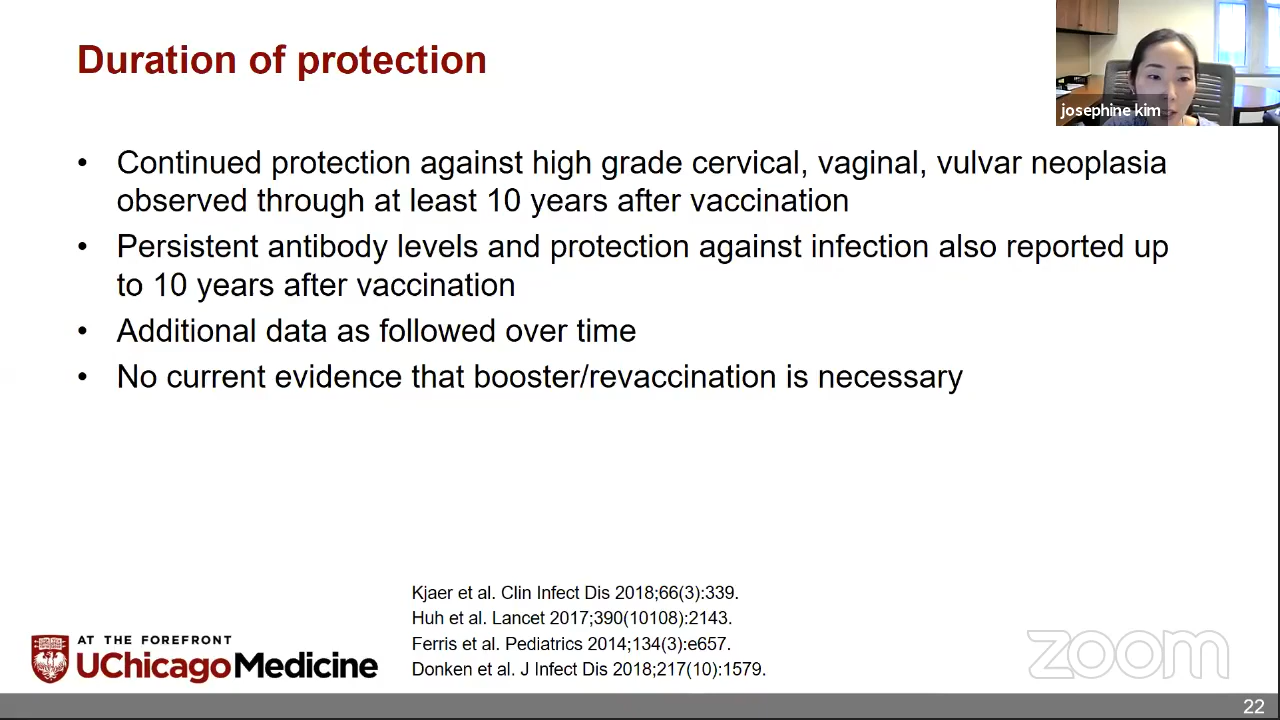 Duration of protection
josephine kim
• Continued protection against high grade cervical, vaginal, vulvar neoplasia
observed through at least 10 years after vaccination
• Persistent antibody levels and protection against infection also reported up
to 10 years after vaccination
• Additional data as followed over time
• No current evidence that booster/revaccination is necessary
Kjaer et al. Clin Infect Dis 2018;66(3):339.
Huh et al. Lancet 2017;390(10108):2143.
Ferris et al. Pediatrics 2014;134(3):e657.
Donken et al. J Infect Dis 2018;217(10):1579.
AT THE FOREFRONT
UChicagoMedicine
zoom
22